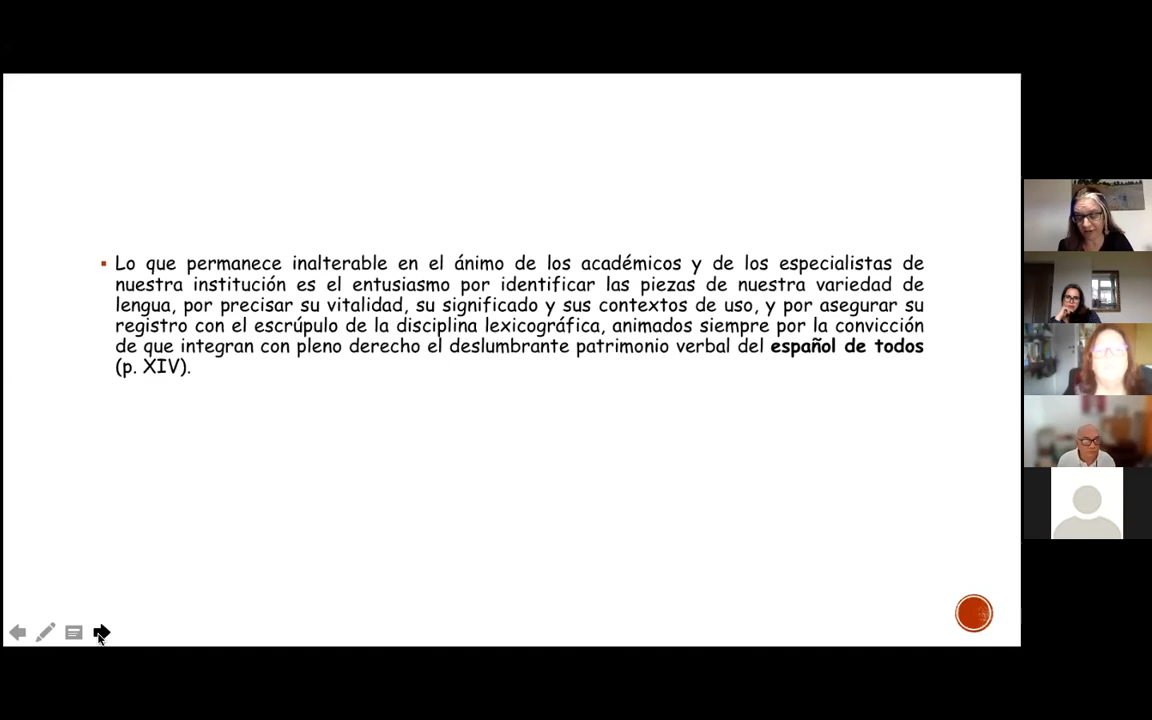 Lo que permanece inalterable en el ánimo de los académicos y de los especialistas de
nuestra institución es el entusiasmo por identificar las piezas de nuestra variedad de
lengua, por precisar su vitalidad, su significado y sus contextos de uso, y por asegurar su
registro con el escrúpulo de la disciplina lexicográfica, animados siempre por la convicción
de que integran con pleno derecho el deslumbrante patrimonio verbal del español de todos
(p. XIV).